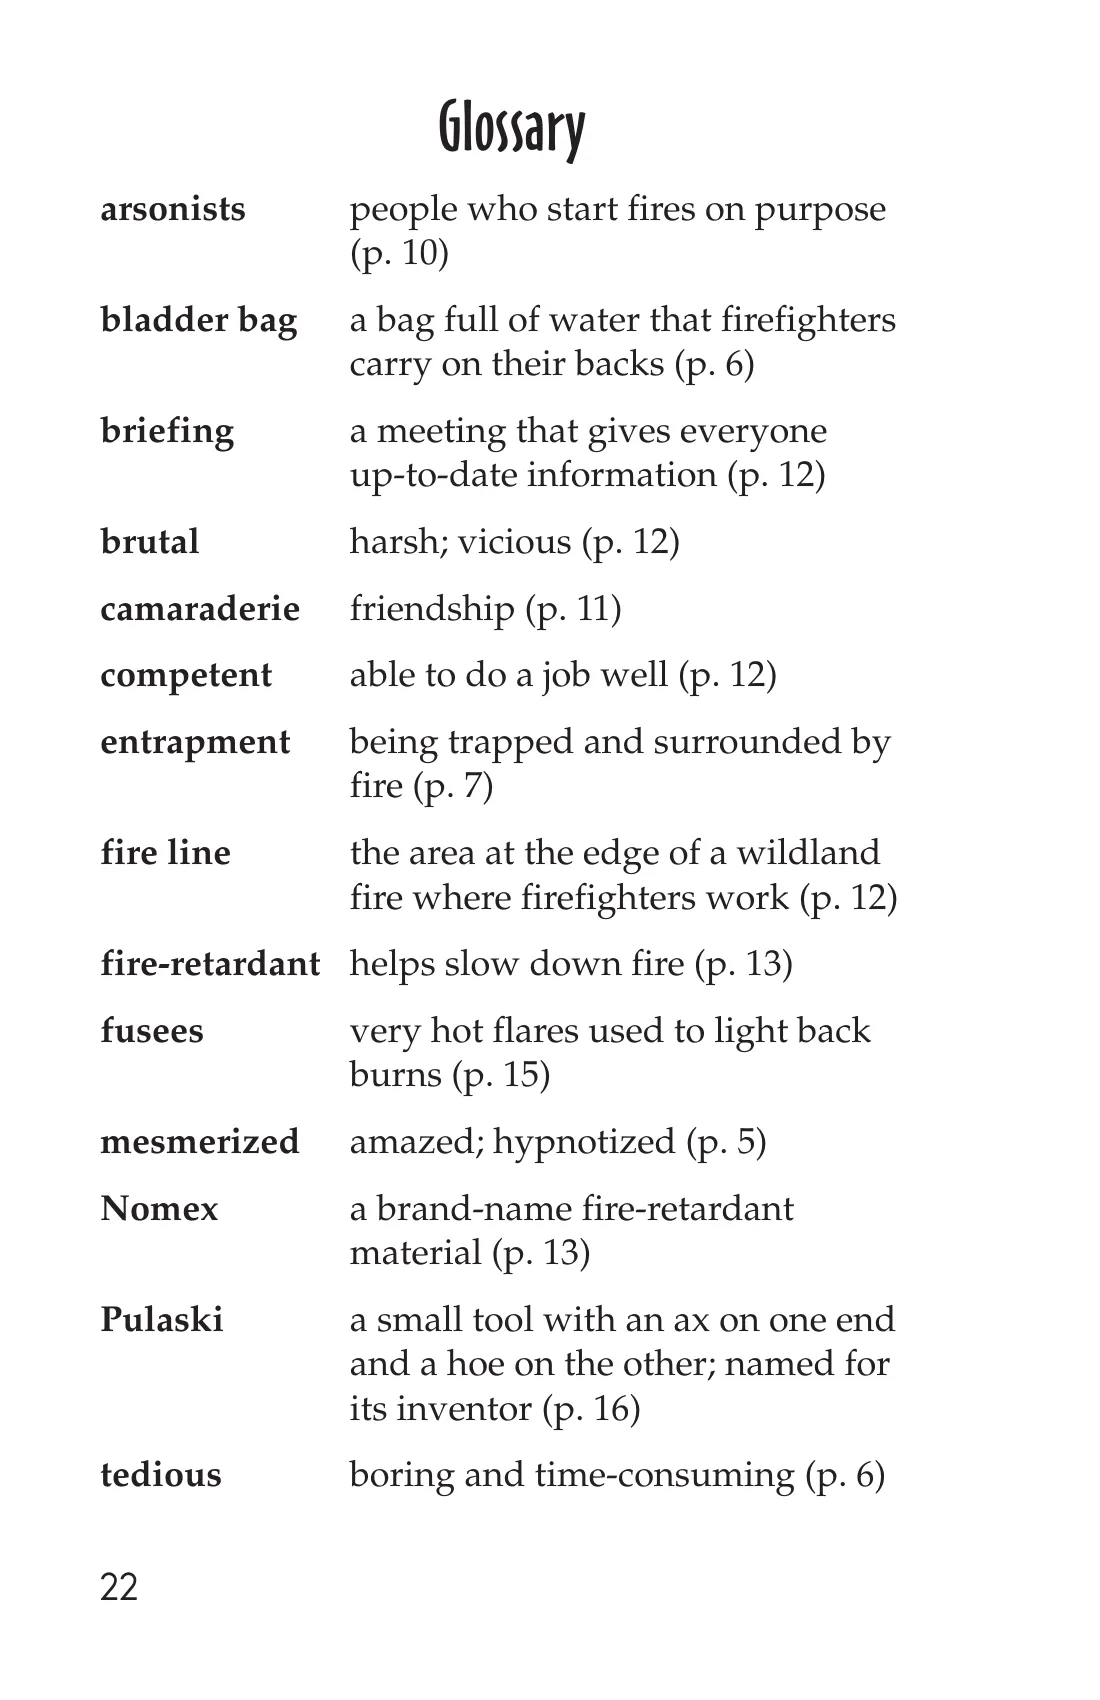 Glossary
arsonists people who start fires on purpose
(p. 10)
bladder bag a bag full of water that firefighters
carry on their backs (p. 6)
briefing a meeting that gives everyone
up-to-date information (p. 12)
brutal harsh; vicious (p. 12)
camaraderie friendship (p. 11)
competent able to do a job well (p. 12)
entrapment being trapped and surrounded by
fire (p. 7)
fire line the area at the edge of a wildland
fire where firefighters work (p. 12)
fire-retardant helps slow down fire (p. 13)
fusees very hot flares used to light back
burns (p. 15)
mesmerized amazed; hypnotized (p. 5)
Nomex a brand-name fire-retardant
material (p. 13)
Pulaski a small tool with an ax on one end
and a hoe on the other; named for
its inventor (p. 16)
tedious boring and time-consuming (p. 6)
22